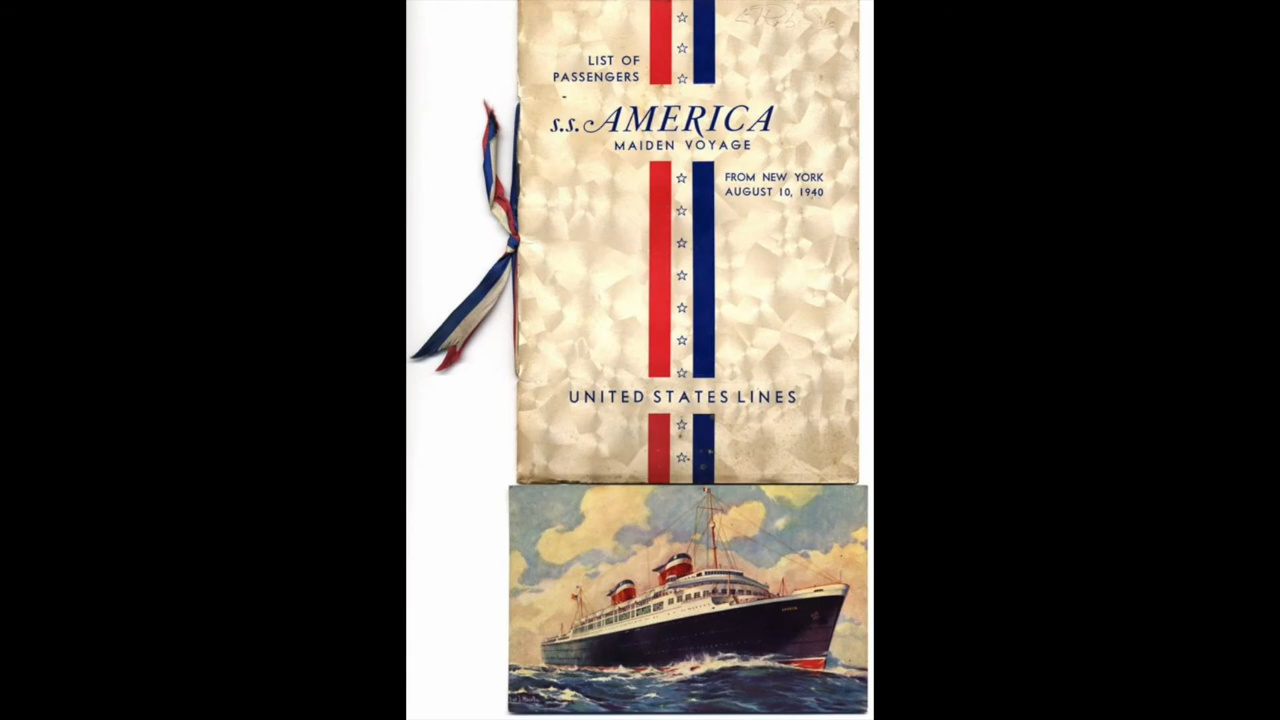 LIST OF
PASSENGERS
s.s. AMERICA
MAIDEN VOYAGE
FROM NEW YORK
AUGUST 10, 1940
UNITED STATES LINES